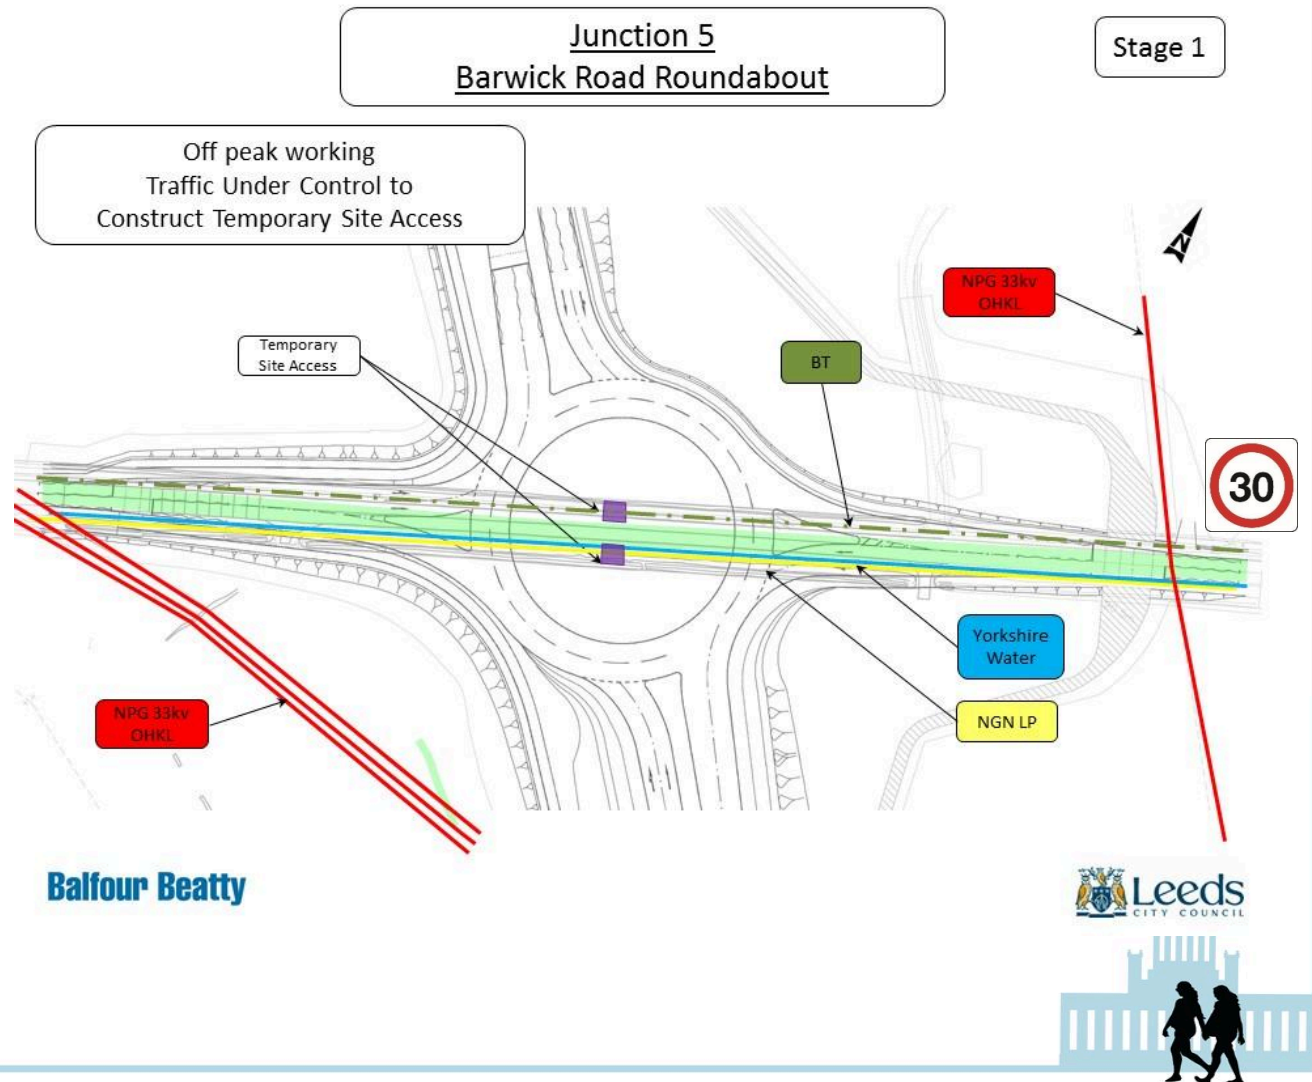 Junction 5
Barwick Road Roundabout
Stage 1
Off peak working
Traffic Under Control to
Construct Temporary Site Access
N
NPG 33kv
OHKL
Temporary
Site Access
BT
30
Yorkshire
Water
NPG 33kv
OHKL
NGN LP
Balfour Beatty
Leeds
CITY COUNCIL